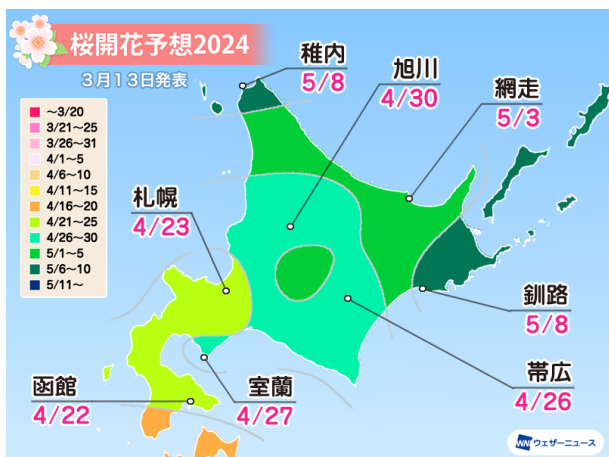 桜開花予想2024
3月13日発表
～3/20
3/21～25
3/26～31
4/1～5
4/6～10
4/11～15
4/16～20
4/21～25
4/26～30
5/1～5
5/6～10
5/11～
稚内
5/8
旭川
4/30
網走
5/3
札幌
4/23
釧路
5/8
帯広
4/26
室蘭
4/27
函館
4/22
WN ウェザーニュース